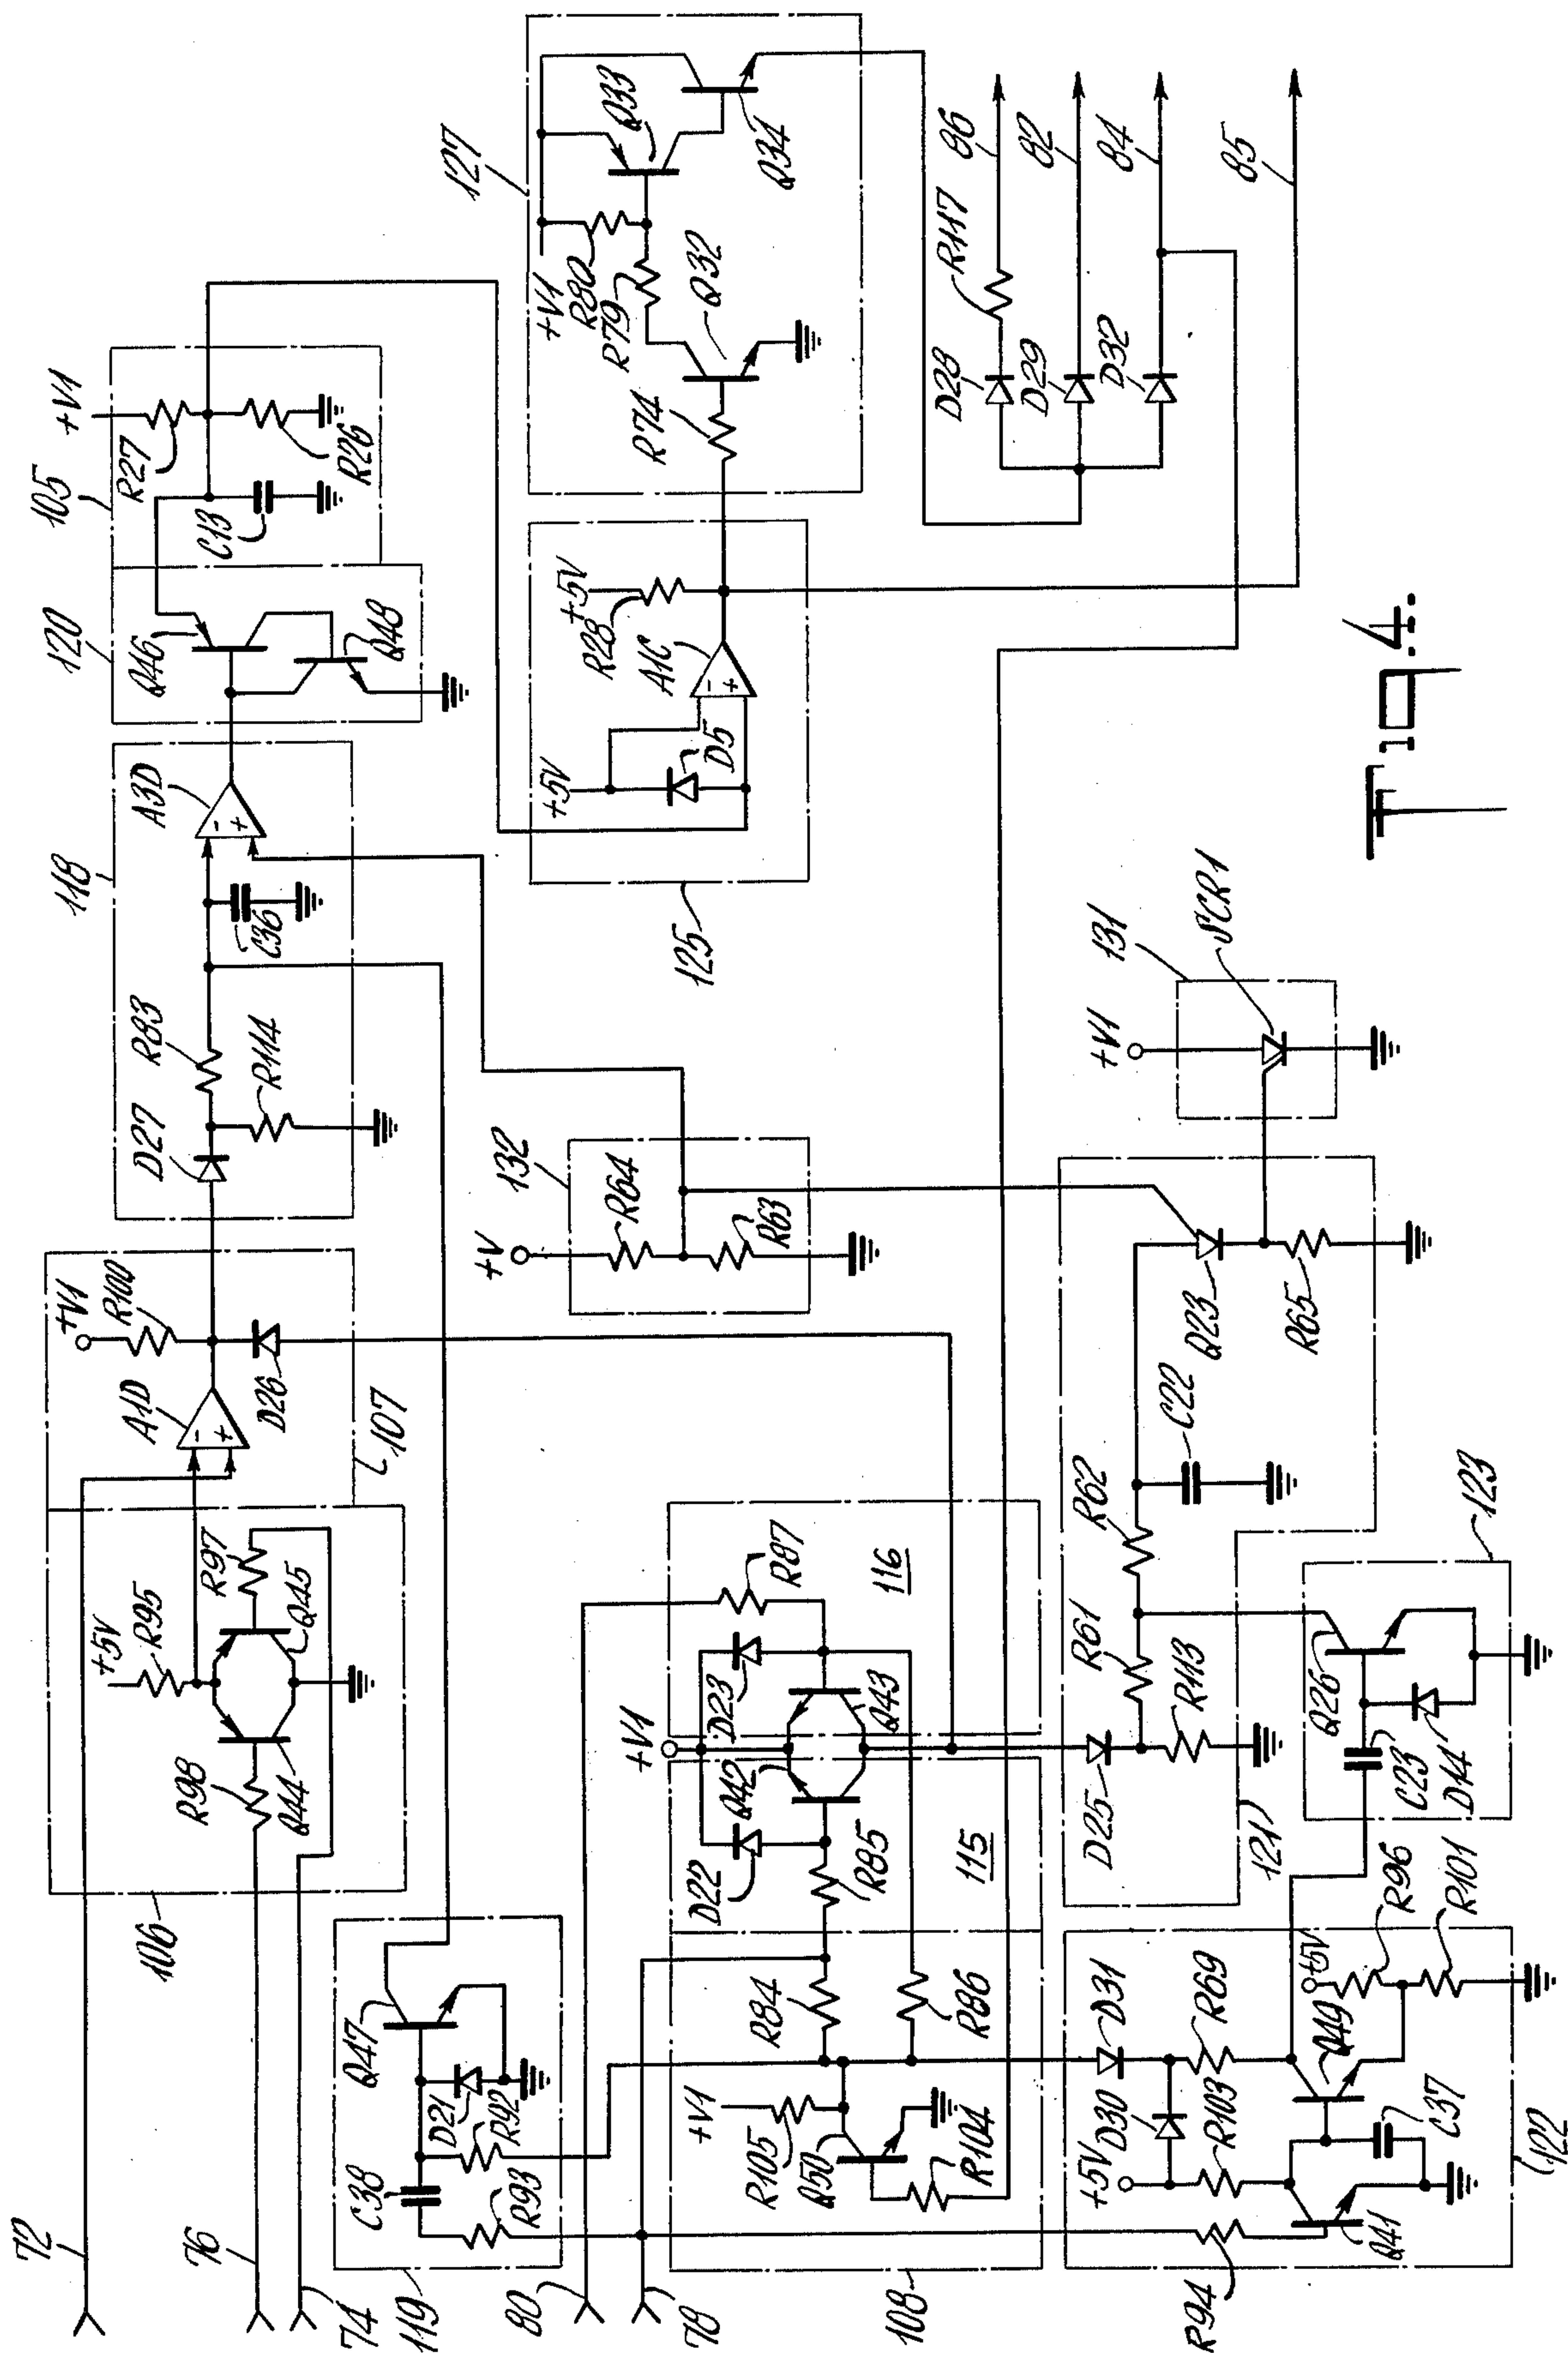 72
76
74
119
80
78
108
R94
106
R98
Q44
+5V
R95
R97
Q45
107
A1D
-
+
+V1
R100
D26
118
D27
R83
R114
C36
A3D
-
+
120
Q46
Q48
105
+V1
R27
R26
C13
C38
R93
R92
D21
Q47
+V1
R105
Q50
R104
R84
R86
115
R85
D22
Q42
+V1
D23
Q43
R87
116
132
+V
R64
R63
125
+5V
D5
A1C
-
+
+5V
R28
127
R74
Q32
R79
R80
+V1
Q33
Q34
D28
R117
86
D29
82
D32
84
85
122
+5V
D30
R103
Q41
C37
D31
R69
Q49
+5V
R96
R101
121
D25
R113
R61
R62
C22
Q23
R65
123
C23
D14
Q26
131
+V1
SCR1
Fig. 4.